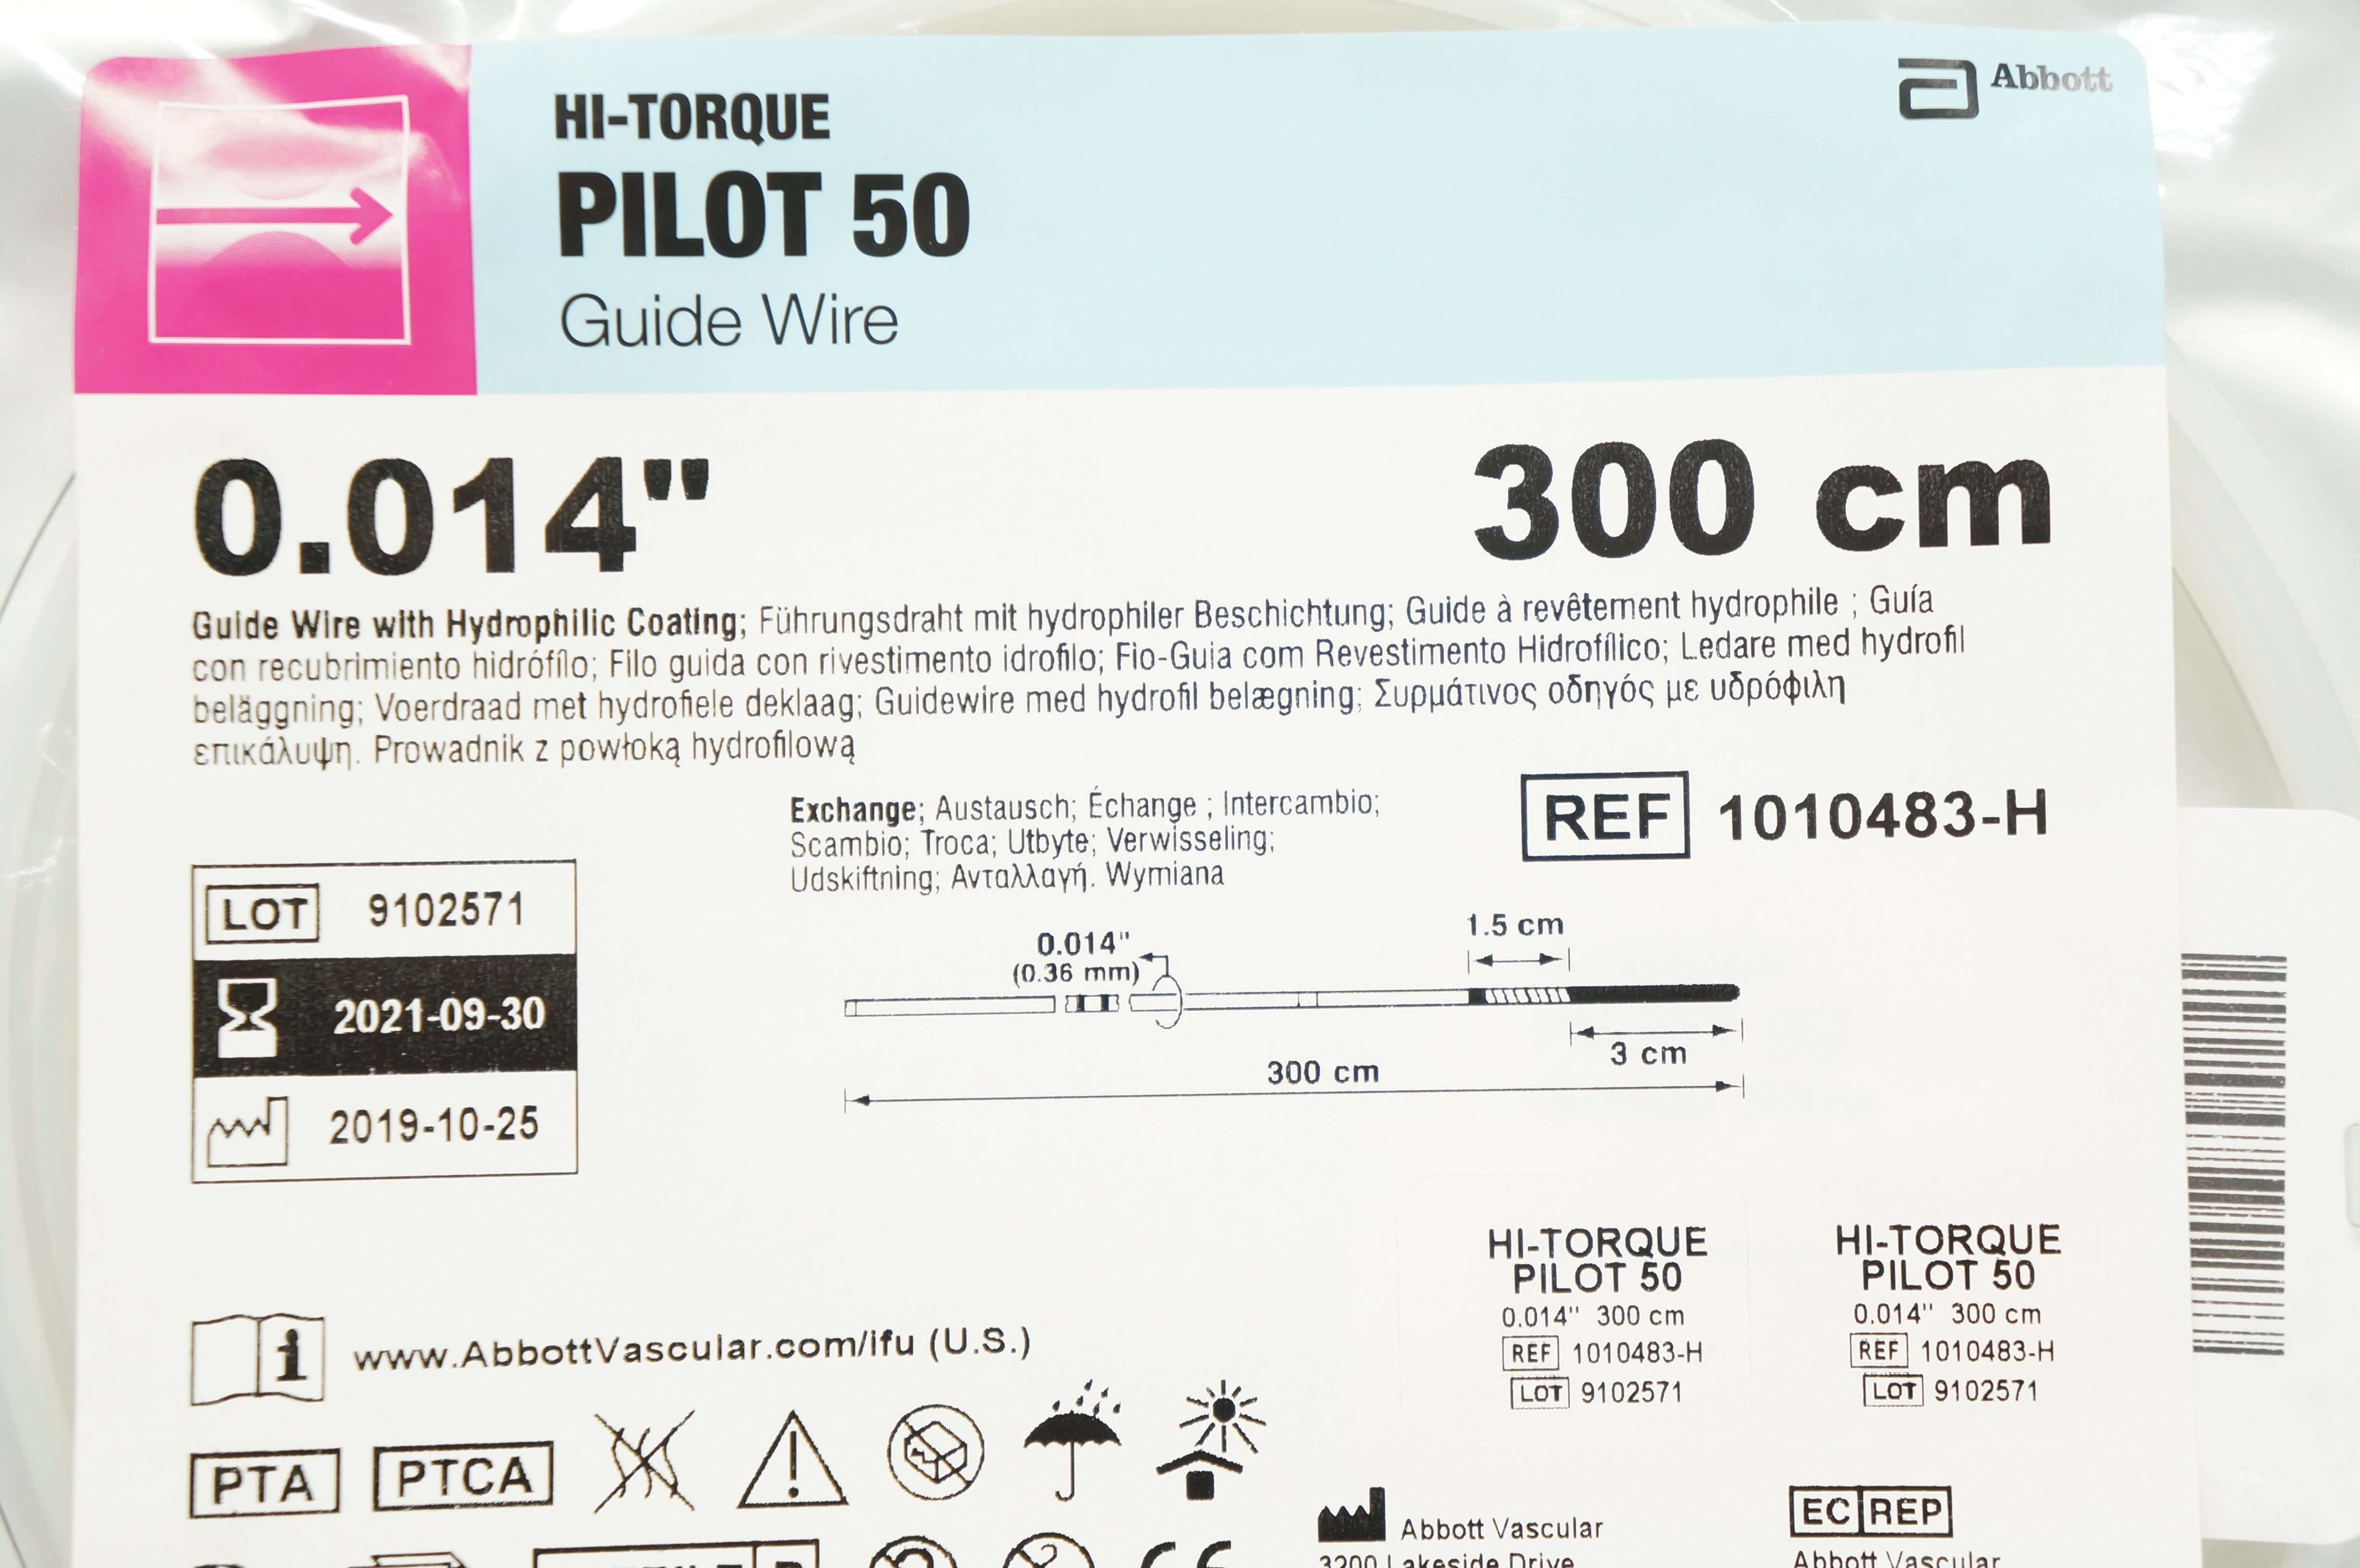 Abbott
HI-TORQUE
PILOT 50
Guide Wire
0.014"
300 cm
Guide Wire with Hydrophilic Coating; Führungsdraht mit hydrophiler Beschichtung; Guide à revêtement hydrophile ; Guía
con recubrimiento hidrófilo; Filo guida con rivestimento idrofilo; Fio-Guia com Revestimento Hidrofílico; Ledare med hydrofil
beläggning; Voerdraad met hydrofiele deklaag; Guidewire med hydrofil belægning; Συρμάτινος οδηγός με υδρόφιλη
επικάλυψη. Prowadnik z powłoką hydrofilową
Exchange; Austausch; Échange ; Intercambio;
Scambio; Troca; Utbyte; Verwisseling;
Udskiftning; Ανταλλαγή. Wymiana
REF 1010483-H
LOT 9102571
2021-09-30
2019-10-25
0.014"
(0.36 mm)
1.5 cm
3 cm
300 cm
HI-TORQUE
PILOT 50
0.014" 300 cm
REF 1010483-H
LOT 9102571
HI-TORQUE
PILOT 50
0.014" 300 cm
REF 1010483-H
LOT 9102571
i www.AbbottVascular.com/ifu (U.S.)
PTA PTCA
Abbott Vascular
3200 Lakeside Drive
EC REP
Abbott Vascular